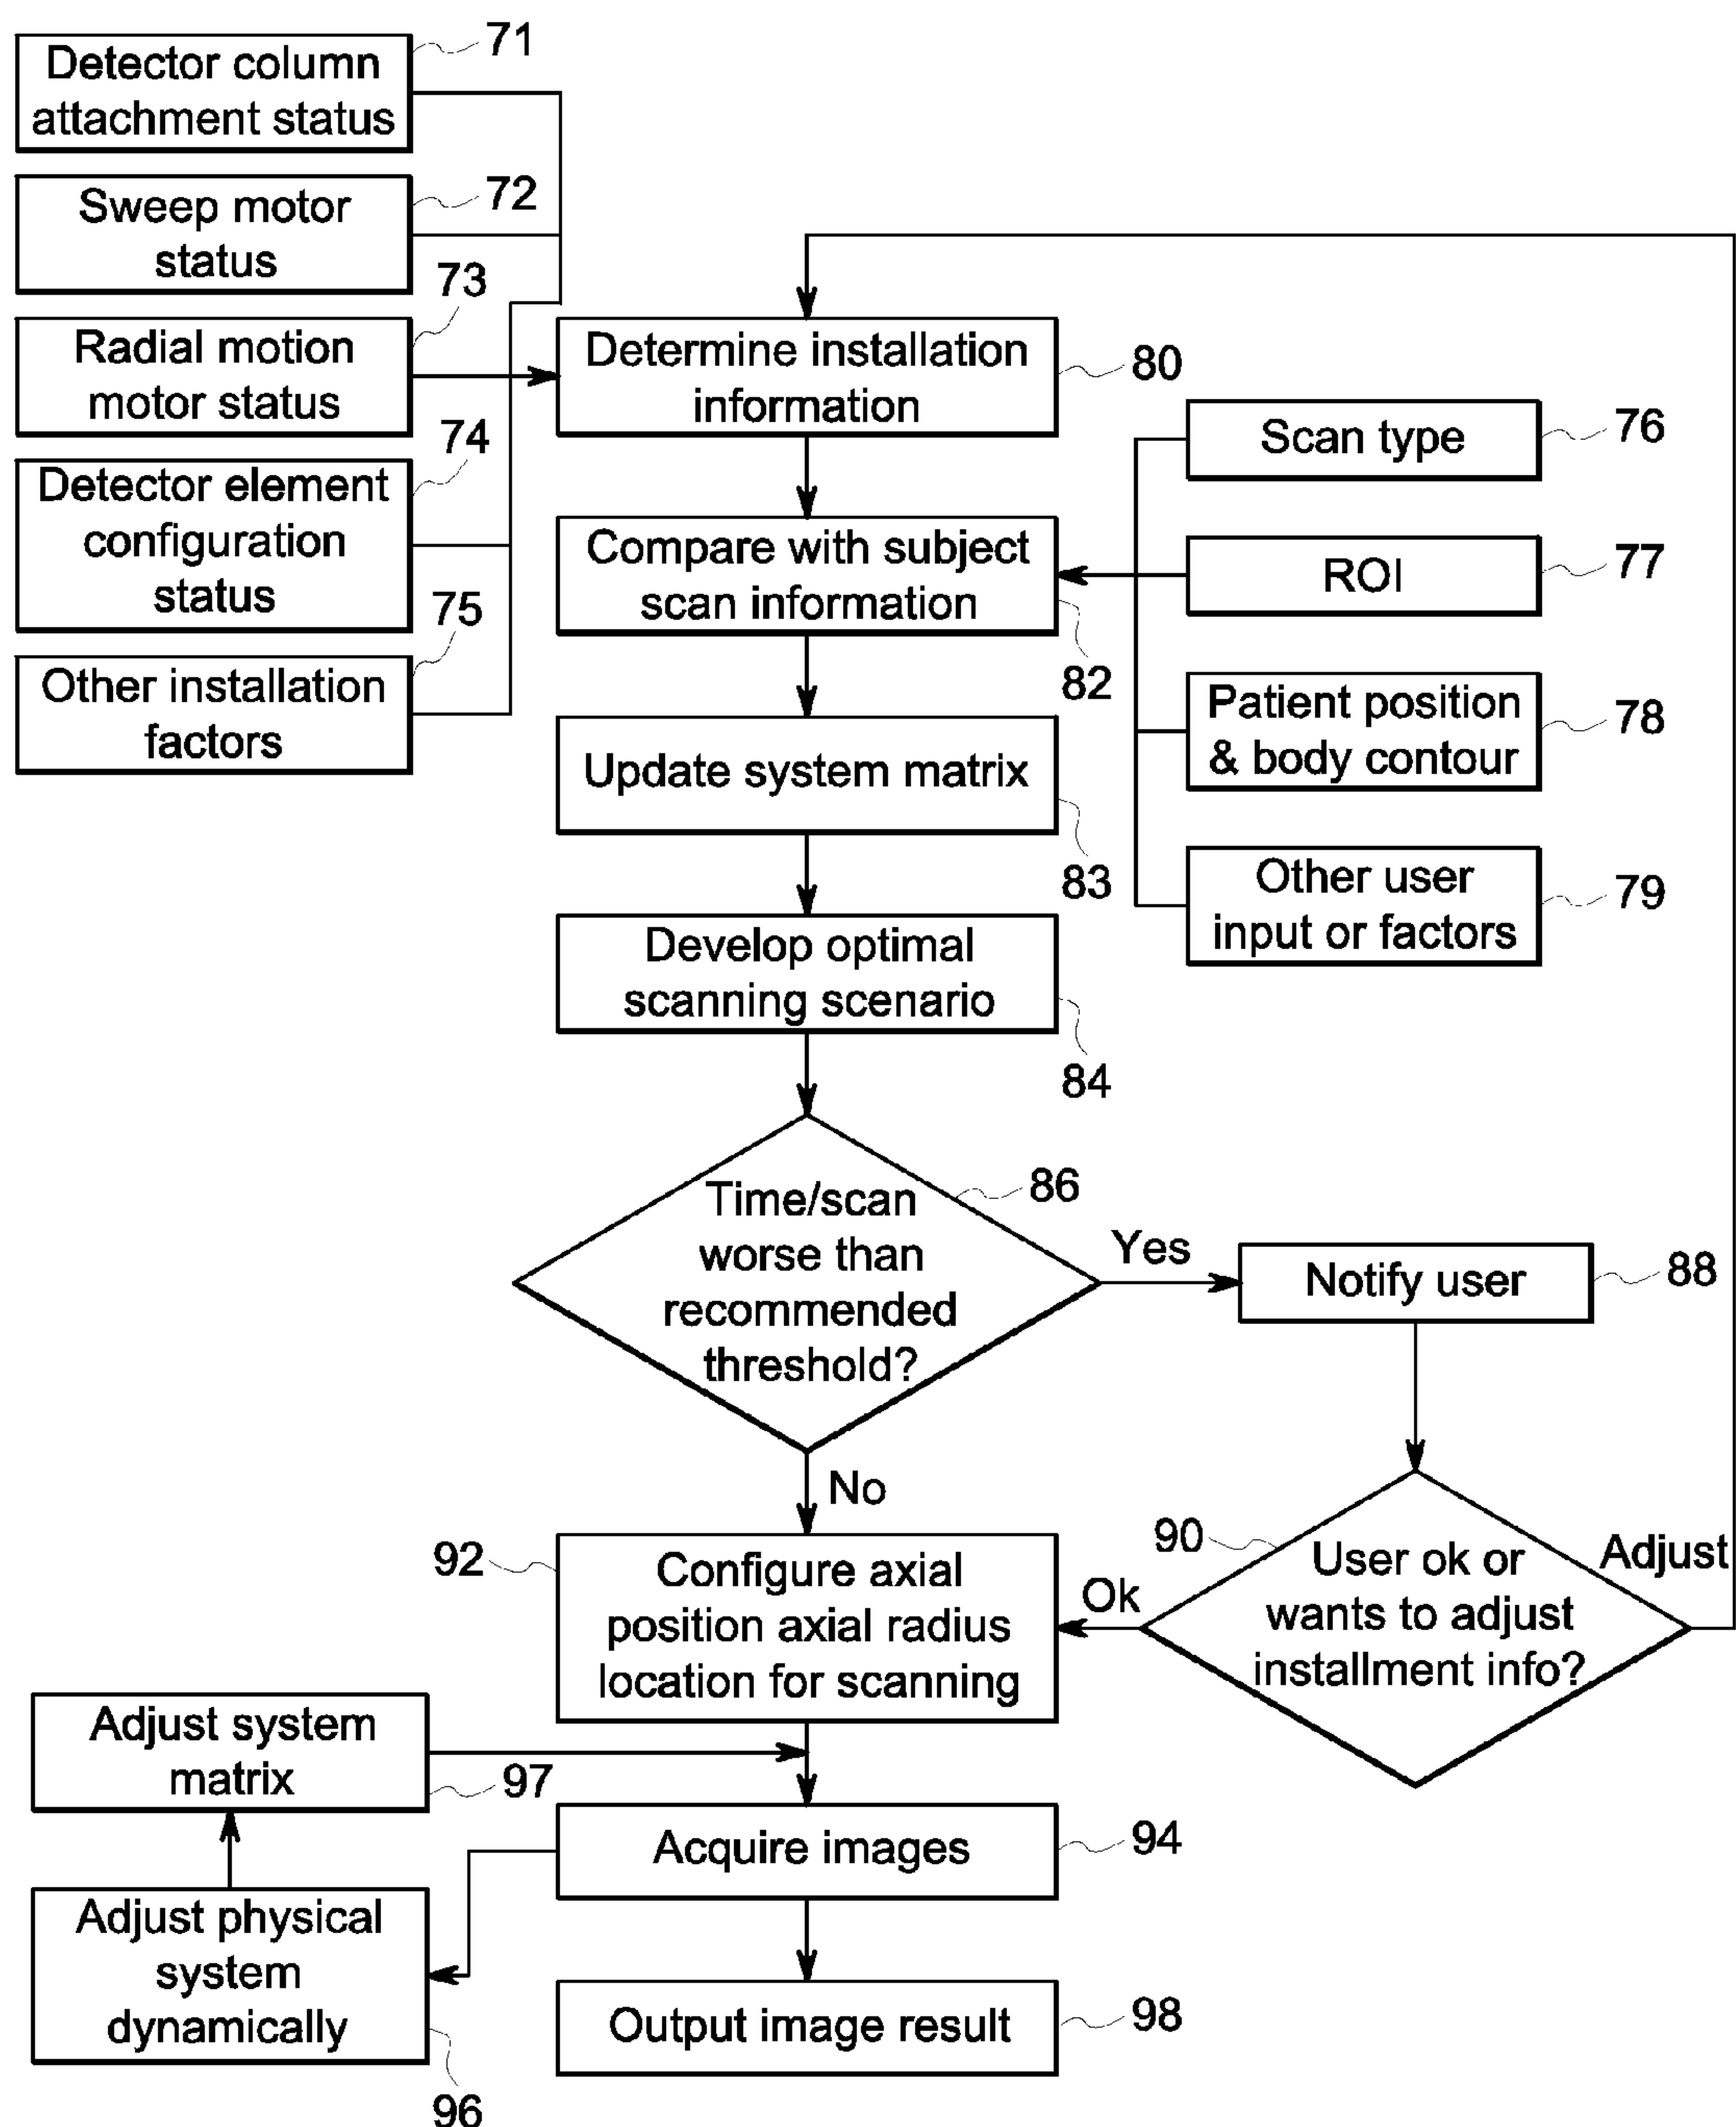 Detector column
attachment status
71
Sweep motor
status
72
Radial motion
motor status
73
Detector element
configuration
status
74
Other installation
factors
75
Determine installation
information
80
Compare with subject
scan information
82
Scan type
76
ROI
77
Patient position
& body contour
78
Other user
input or factors
79
Update system matrix
83
Develop optimal
scanning scenario
84
Time/scan
worse than
recommended
threshold?
86
Yes
Notify user
88
No
90
User ok or
wants to adjust
installment info?
Adjust
Ok
92
Configure axial
position axial radius
location for scanning
Adjust system
matrix
97
Acquire images
94
Adjust physical
system
dynamically
96
Output image result
98